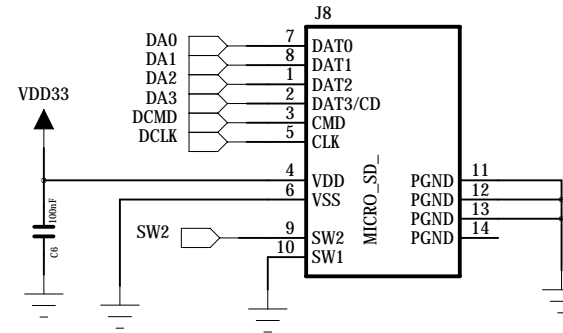 J8
DA0 7 DAT0
DA1 8 DAT1
DA2 1 DAT2
DA3 2 DAT3/CD
DCMD 3 CMD
DCLK 5 CLK
VDD33
4 VDD PGND 11
6 VSS PGND 12
PGND 13
SW2 9 SW2 PGND 14
10 SW1
MICRO_SD_
100nF
C6